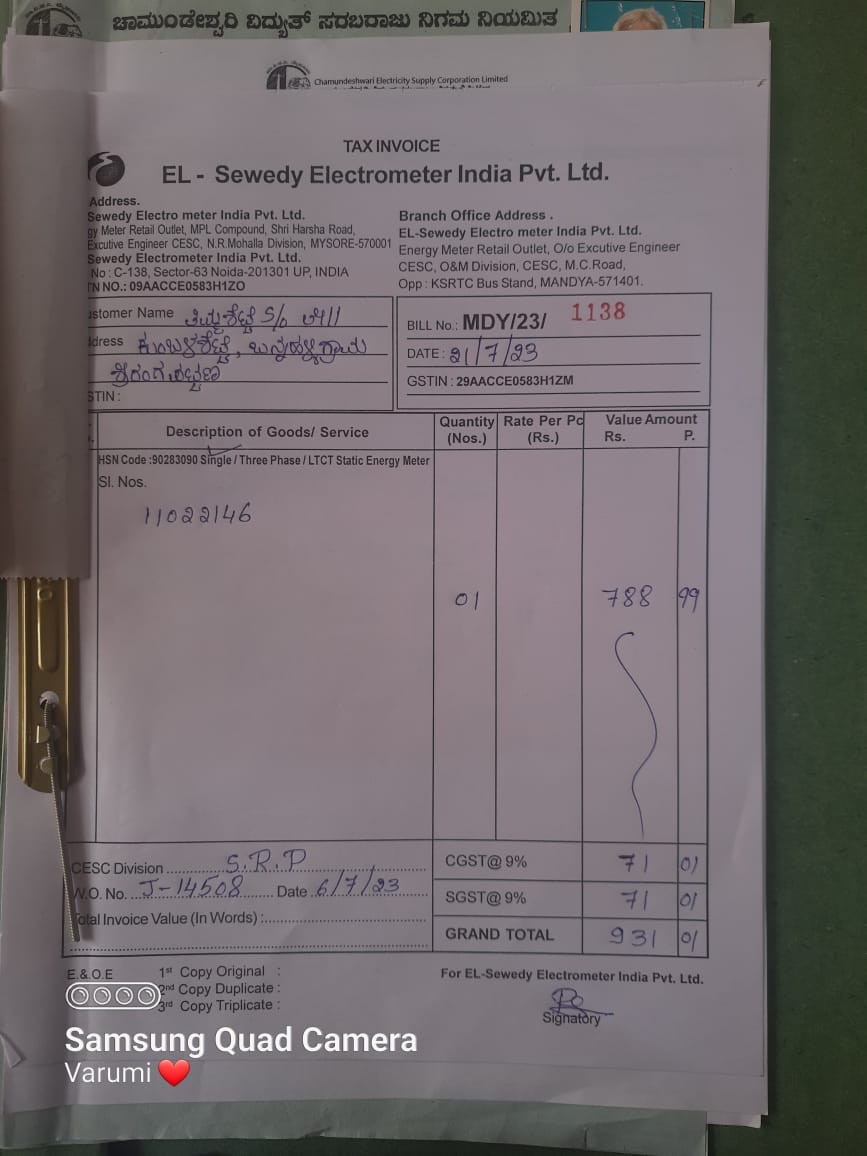 ಚಾಮುಂಡೇಶ್ವರಿ ವಿದ್ಯುತ್ ಸರಬರಾಜು ನಿಗಮ ನಿಯಮಿತ
Chamundeshwari Electricity Supply Corporation Limited
TAX INVOICE
EL - Sewedy Electrometer India Pvt. Ltd.
Address.
Sewedy Electro meter India Pvt. Ltd.
gy Meter Retail Outlet, MPL Compound, Shri Harsha Road,
Excutive Engineer CESC, N.R.Mohalla Division, MYSORE-570001
Sewedy Electrometer India Pvt. Ltd.
No : C-138, Sector-63 Noida-201301 UP, INDIA
TN NO.: 09AACCE0583H1ZO
Branch Office Address .
EL-Sewedy Electro meter India Pvt. Ltd.
Energy Meter Retail Outlet, O/o Excutive Engineer
CESC, O&M Division, CESC, M.C.Road,
Opp : KSRTC Bus Stand, MANDYA-571401.
stomer Name ತಿಮ್ಮಶೆಟ್ಟಿ S/o
dress
ಶ್ರೀರಂಗಪಟ್ಟಣ
STIN :
BILL No.: MDY/23/ 1138
DATE : 21/7/23
GSTIN : 29AACCE0583H1ZM
Description of Goods/ Service
Quantity (Nos.)
Rate Per Pc (Rs.)
Value Amount
Rs. P.
HSN Code :90283090 Single / Three Phase / LTCT Static Energy Meter
Sl. Nos.
11022146
01 788 99
CESC Division S.R.P
W.O. No. J-14508 Date 6/7/23
Total Invoice Value (In Words) :
CGST@ 9% 71 01
SGST@ 9% 71 01
GRAND TOTAL 931 01
E.& O.E
1st Copy Original :
2nd Copy Duplicate :
3rd Copy Triplicate :
For EL-Sewedy Electrometer India Pvt. Ltd.
Signatory
Samsung Quad Camera
Varumi ❤️